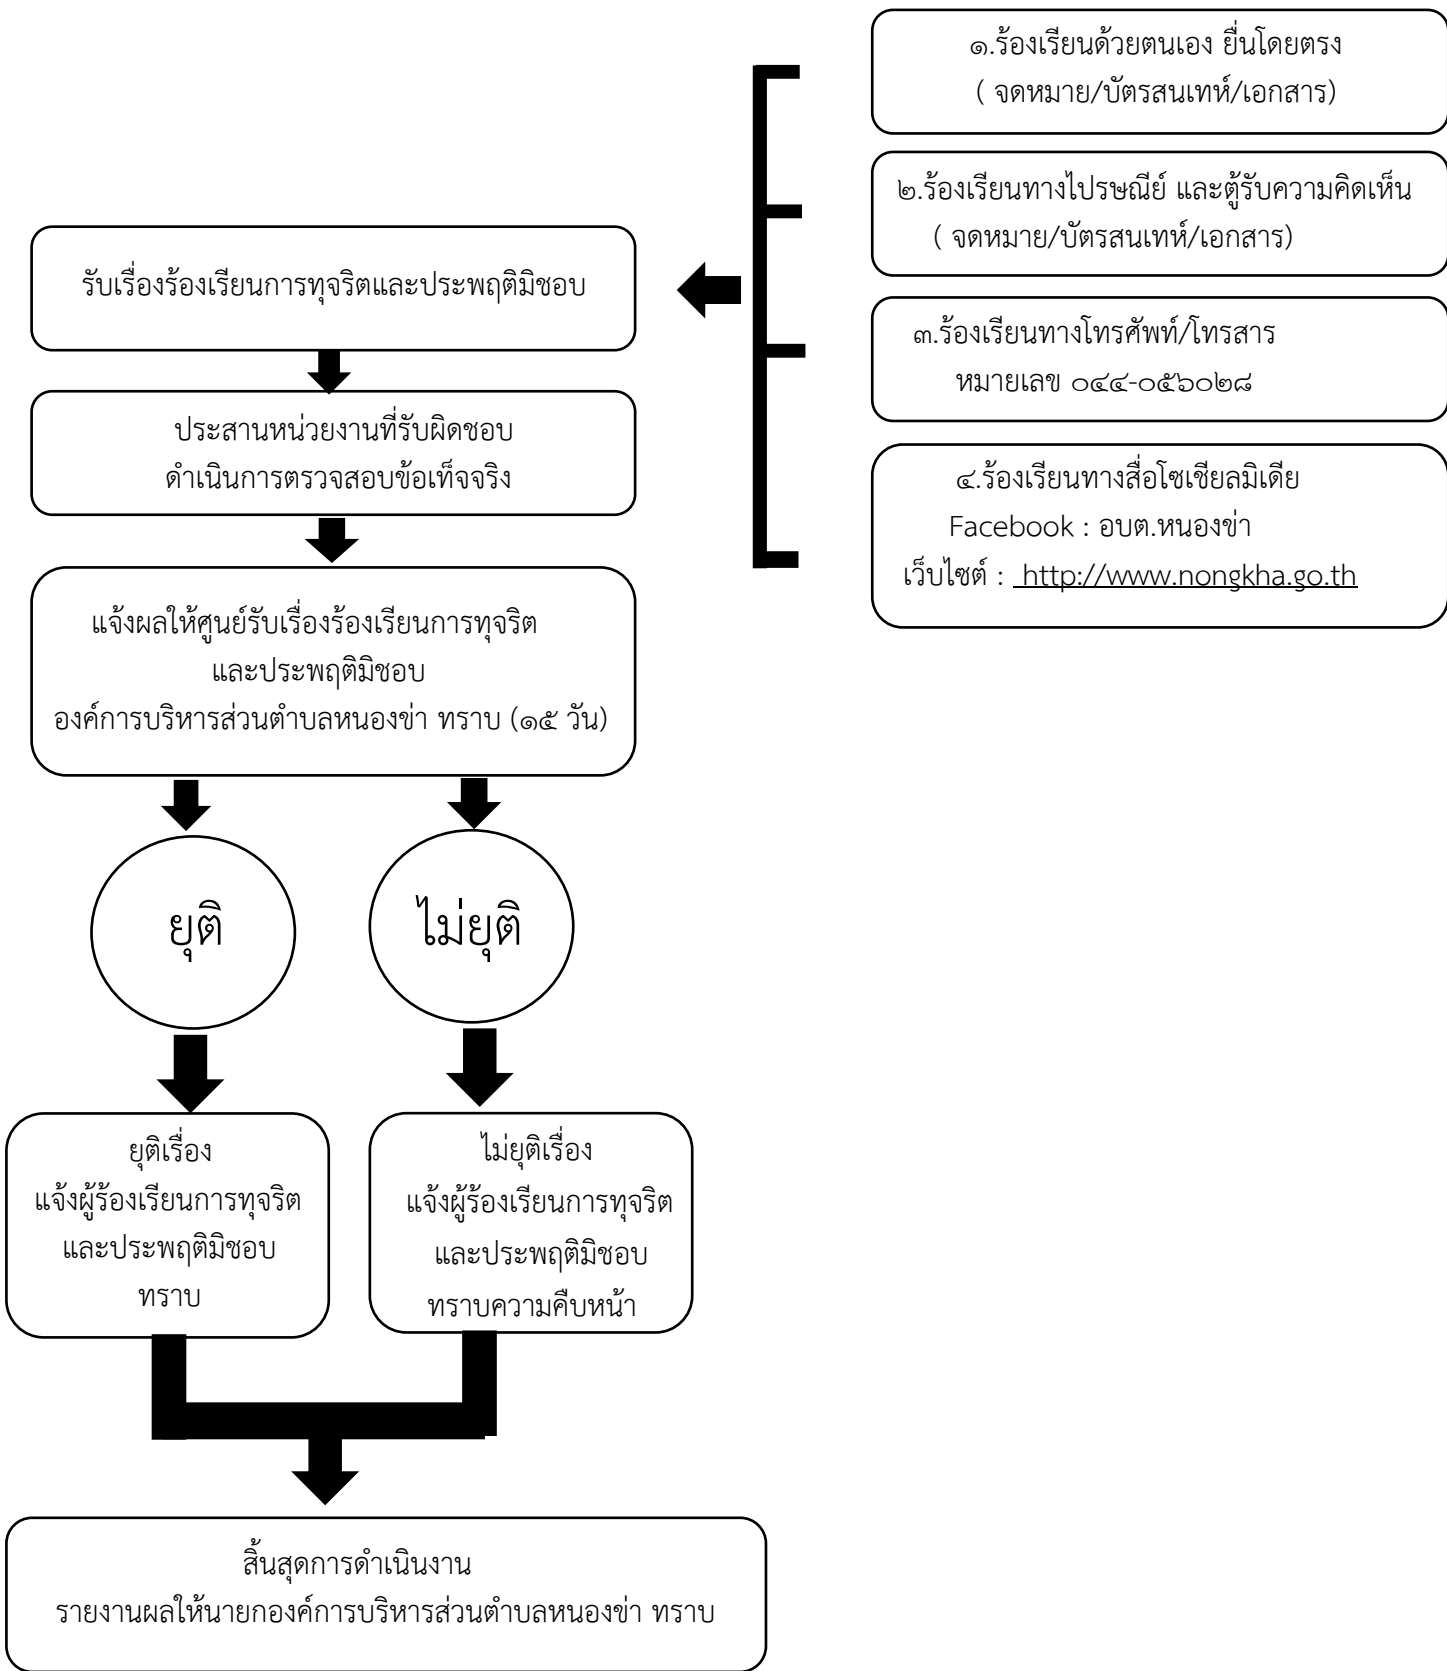 ๑.ร้องเรียนด้วยตนเอง ยื่นโดยตรง
( จดหมาย/บัตรสนเทห์/เอกสาร)
๒.ร้องเรียนทางไปรษณีย์ และตู้รับความคิดเห็น
( จดหมาย/บัตรสนเทห์/เอกสาร)
๓.ร้องเรียนทางโทรศัพท์/โทรสาร
หมายเลข ๐๔๔-๐๕๖๐๒๘
๔.ร้องเรียนทางสื่อโซเชียลมิเดีย
Facebook : อบต.หนองข่า
เว็บไซต์ : http://www.nongkha.go.th
รับเรื่องร้องเรียนการทุจริตและประพฤติมิชอบ
ประสานหน่วยงานที่รับผิดชอบ
ดำเนินการตรวจสอบข้อเท็จจริง
แจ้งผลให้ศูนย์รับเรื่องร้องเรียนการทุจริต
และประพฤติมิชอบ
องค์การบริหารส่วนตำบลหนองข่า ทราบ (๑๕ วัน)
ยุติ
ไม่ยุติ
ยุติเรื่อง
แจ้งผู้ร้องเรียนการทุจริต
และประพฤติมิชอบ
ทราบ
ไม่ยุติเรื่อง
แจ้งผู้ร้องเรียนการทุจริต
และประพฤติมิชอบ
ทราบความคืบหน้า
สิ้นสุดการดำเนินงาน
รายงานผลให้นายกองค์การบริหารส่วนตำบลหนองข่า ทราบ